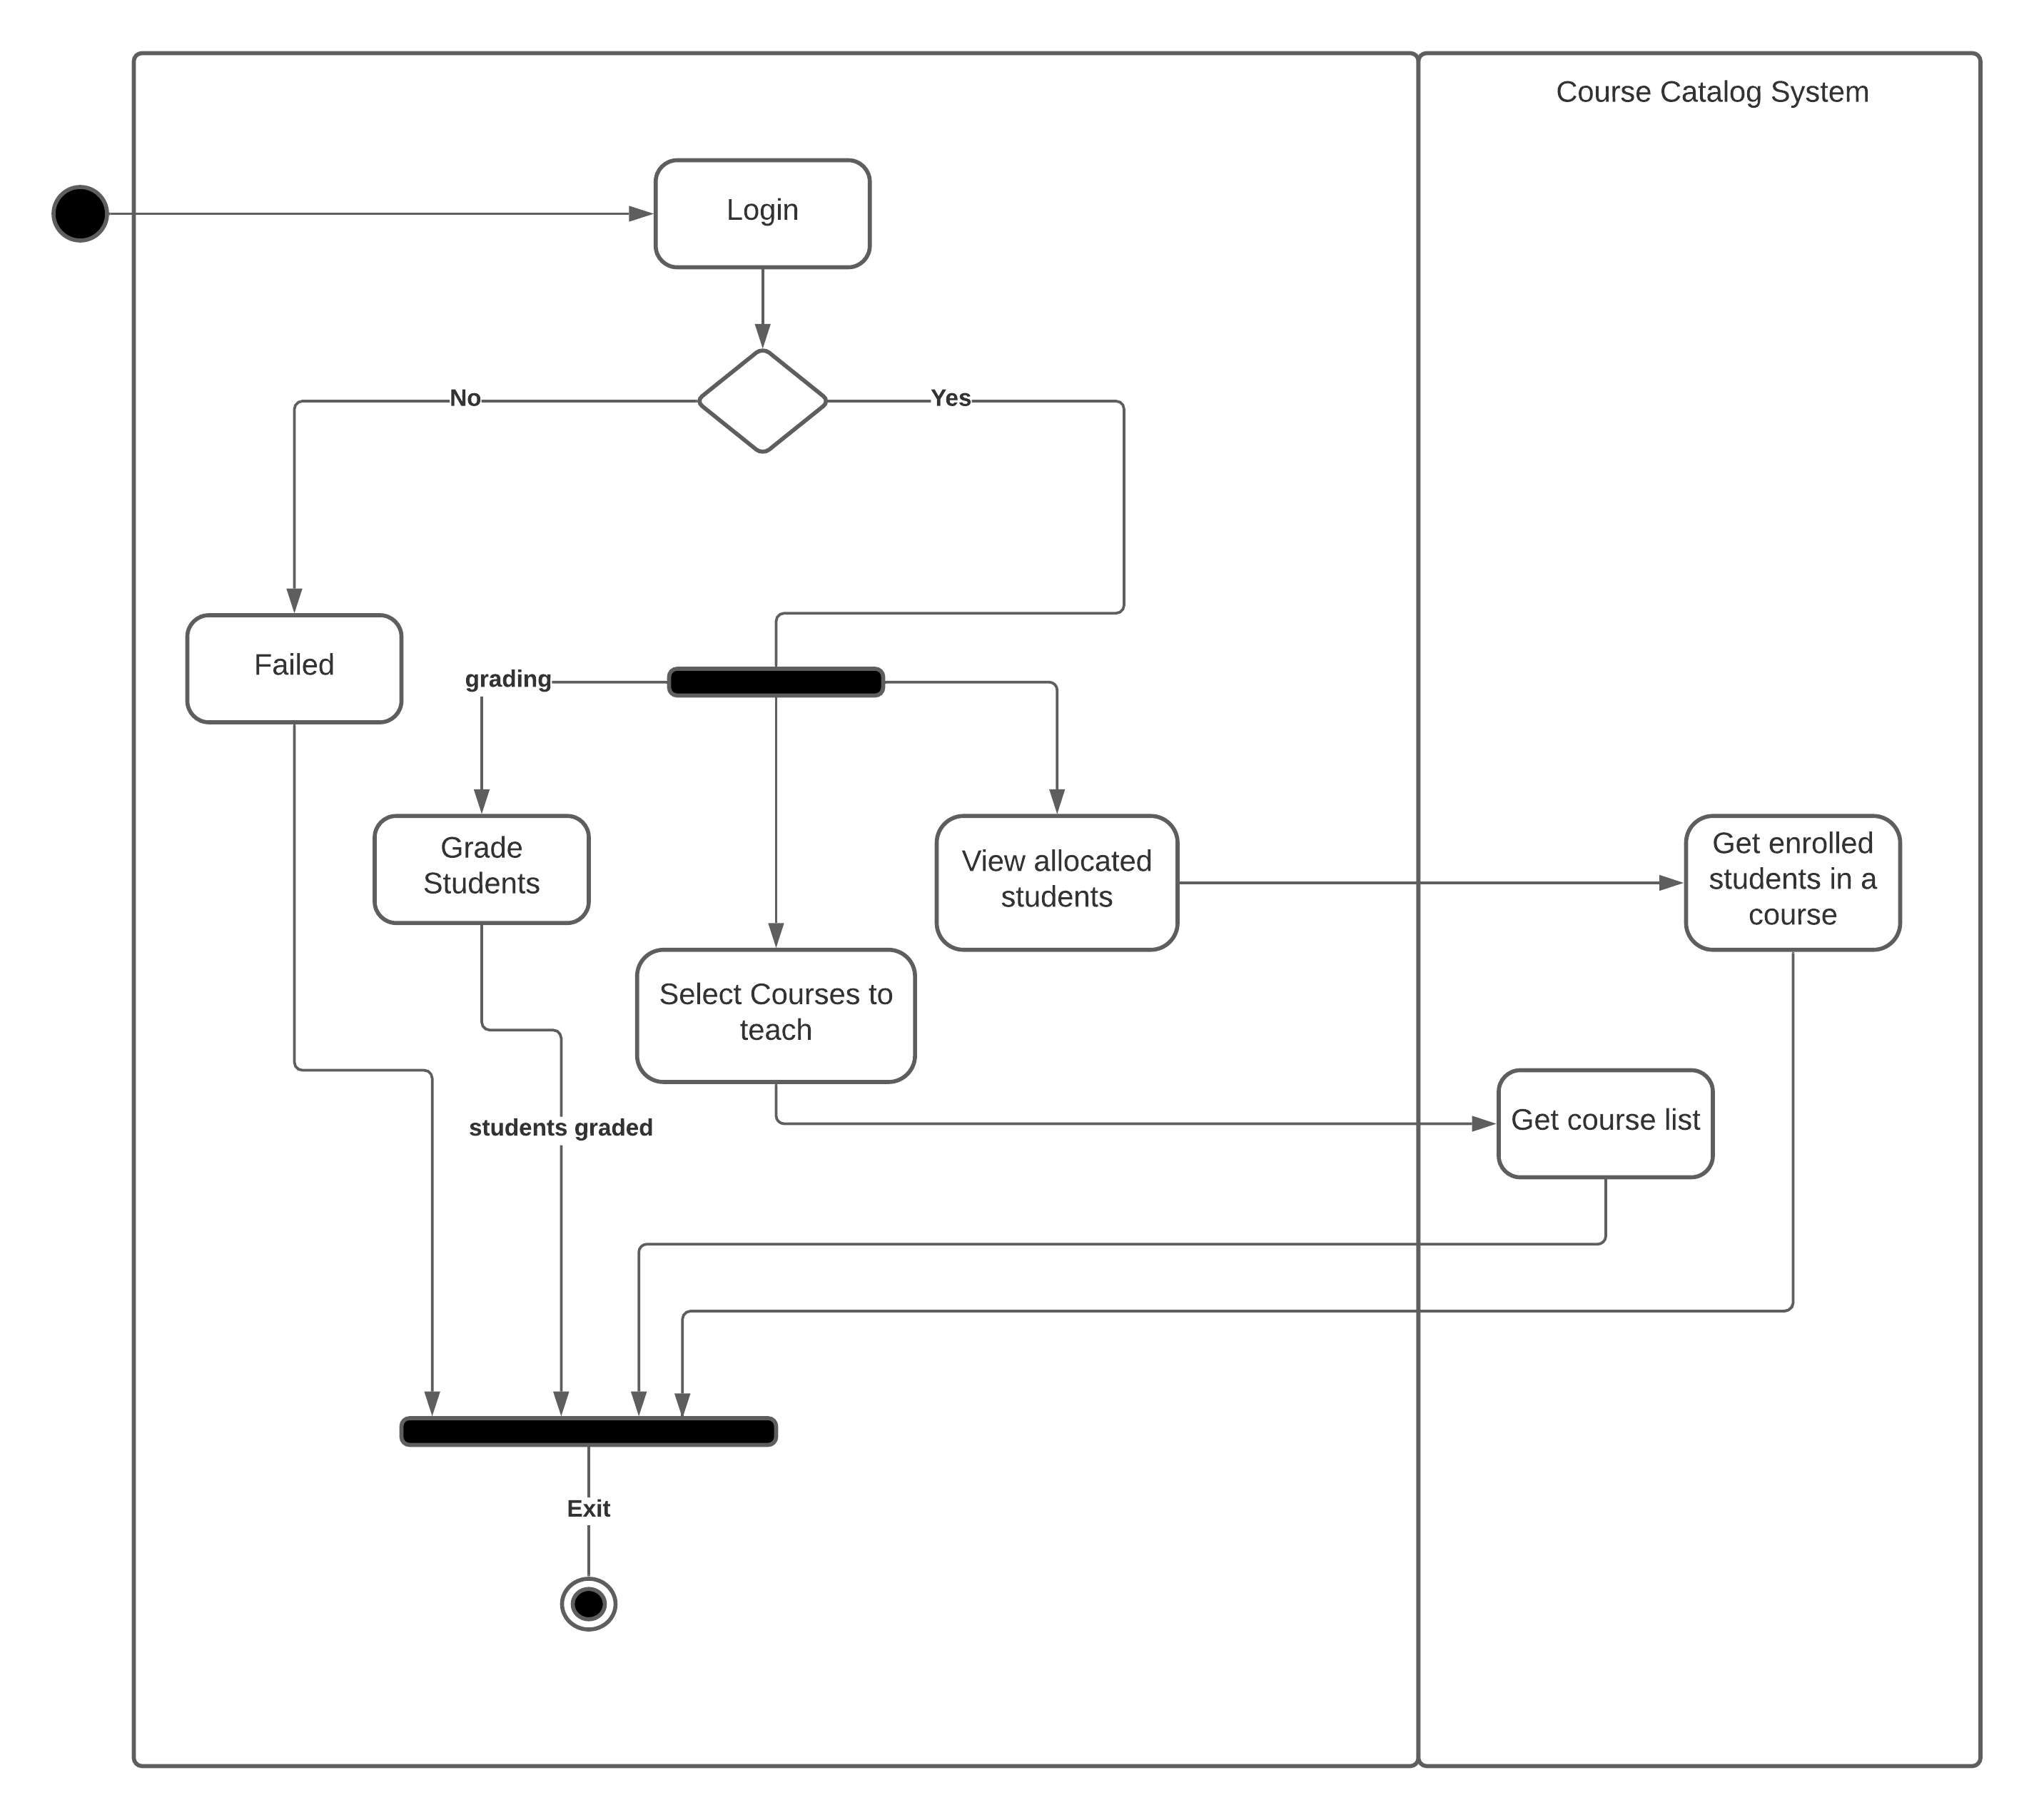 Course Catalog System
Login
No
Yes
Failed
grading
Grade
Students
View allocated
students
Get enrolled
students in a
course
Select Courses to
teach
Get course list
students graded
Exit